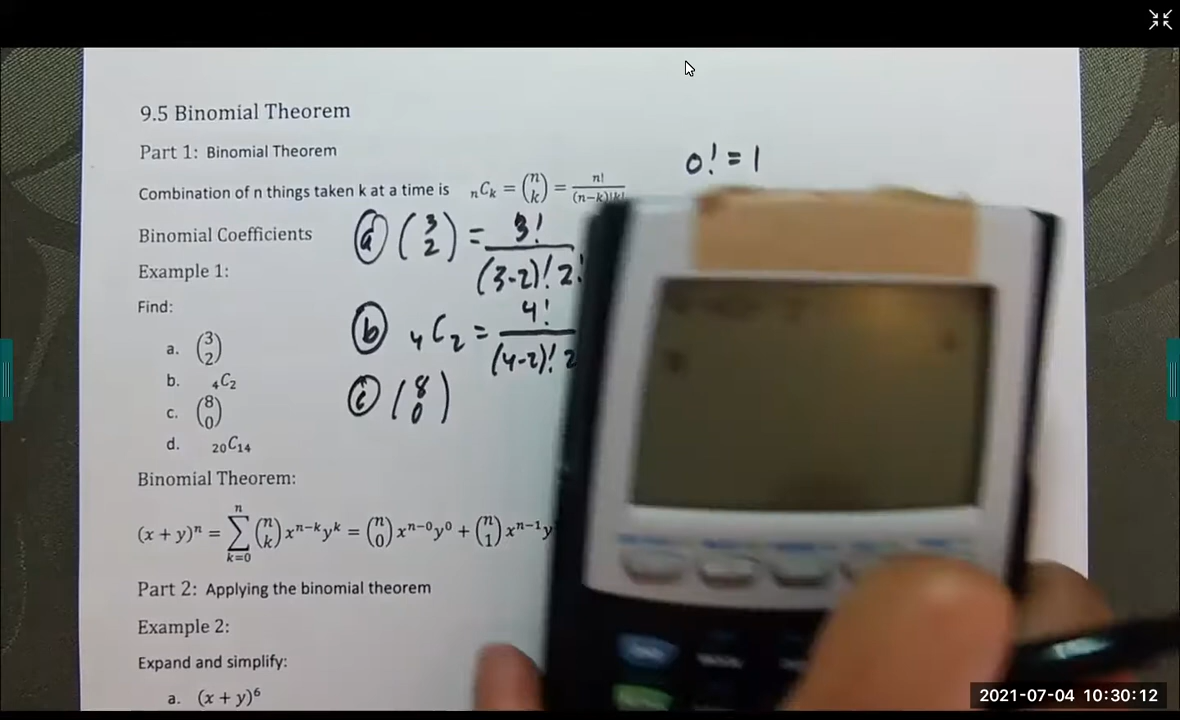 9.5 Binomial Theorem
Part 1: Binomial Theorem
0! = 1
Combination of n things taken k at a time is ₙCₖ = (n k) = n!/(n−k)!k!
Binomial Coefficients
ⓐ (3 2) = 3!/(3-2)! 2!
Example 1:
Find:
ⓑ ₄C₂ = 4!/(4-2)! 2
a. (3 2)
b. ₄C₂
ⓒ (8 0)
c. (8 0)
d. ₂₀C₁₄
Binomial Theorem:
(x + y)ⁿ = ∑ n k=0 (n k) xⁿ⁻ᵏyᵏ = (n 0) xⁿ⁻⁰y⁰ + (n 1) xⁿ⁻¹y
Part 2: Applying the binomial theorem
Example 2:
Expand and simplify:
a. (x + y)⁶
2021-07-04 10:30:12